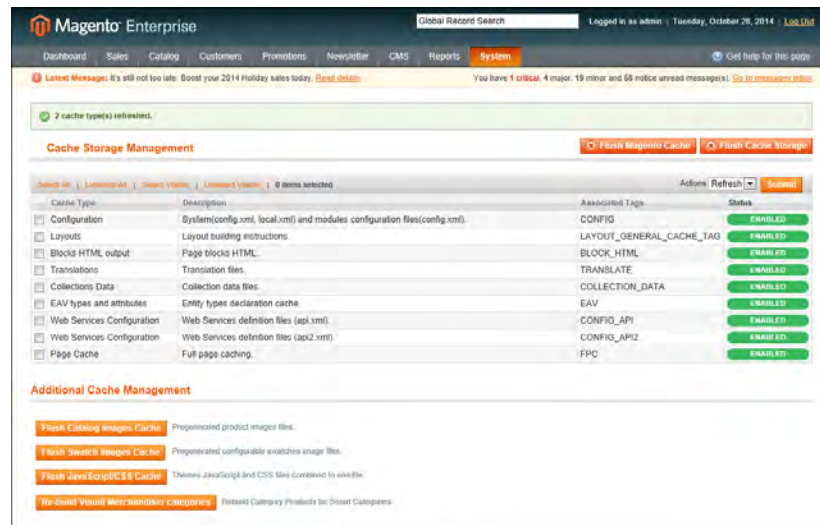 Magento Enterprise
Global Record Search
Logged in as admin | Tuesday, October 28, 2014 | Log Out
Dashboard Sales Catalog Customers Promotions Newsletter CMS Reports System
Get help for this page
Latest Message: It's still not too late: Boost your 2014 Holiday sales today. Read details
You have 1 critical, 4 major, 19 minor and 68 notice unread message(s). Go to messages inbox
2 cache type(s) refreshed.
Cache Storage Management
Flush Magento Cache
Flush Cache Storage
Select All | Unselect All | Select Visible | Unselect Visible | 0 items selected
Actions Refresh Submit
Cache Type Description Associated Tags Status
Configuration System(config.xml, local.xml) and modules configuration files(config.xml). CONFIG ENABLED
Layouts Layout building instructions. LAYOUT_GENERAL_CACHE_TAG ENABLED
Blocks HTML output Page blocks HTML. BLOCK_HTML ENABLED
Translations Translation files. TRANSLATE ENABLED
Collections Data Collection data files. COLLECTION_DATA ENABLED
EAV types and attributes Entity types declaration cache. EAV ENABLED
Web Services Configuration Web Services definition files (api.xml). CONFIG_API ENABLED
Web Services Configuration Web Services definition files (api2.xml). CONFIG_API2 ENABLED
Page Cache Full page caching. FPC ENABLED
Additional Cache Management
Flush Catalog Images Cache Pregenerated product images files.
Flush Swatch Images Cache Pregenerated configurable swatches image files.
Flush JavaScript/CSS Cache Themes JavaScript and CSS files combined to one file.
Re-build Visual Merchandiser categories Rebuild Category Products for Smart Categories